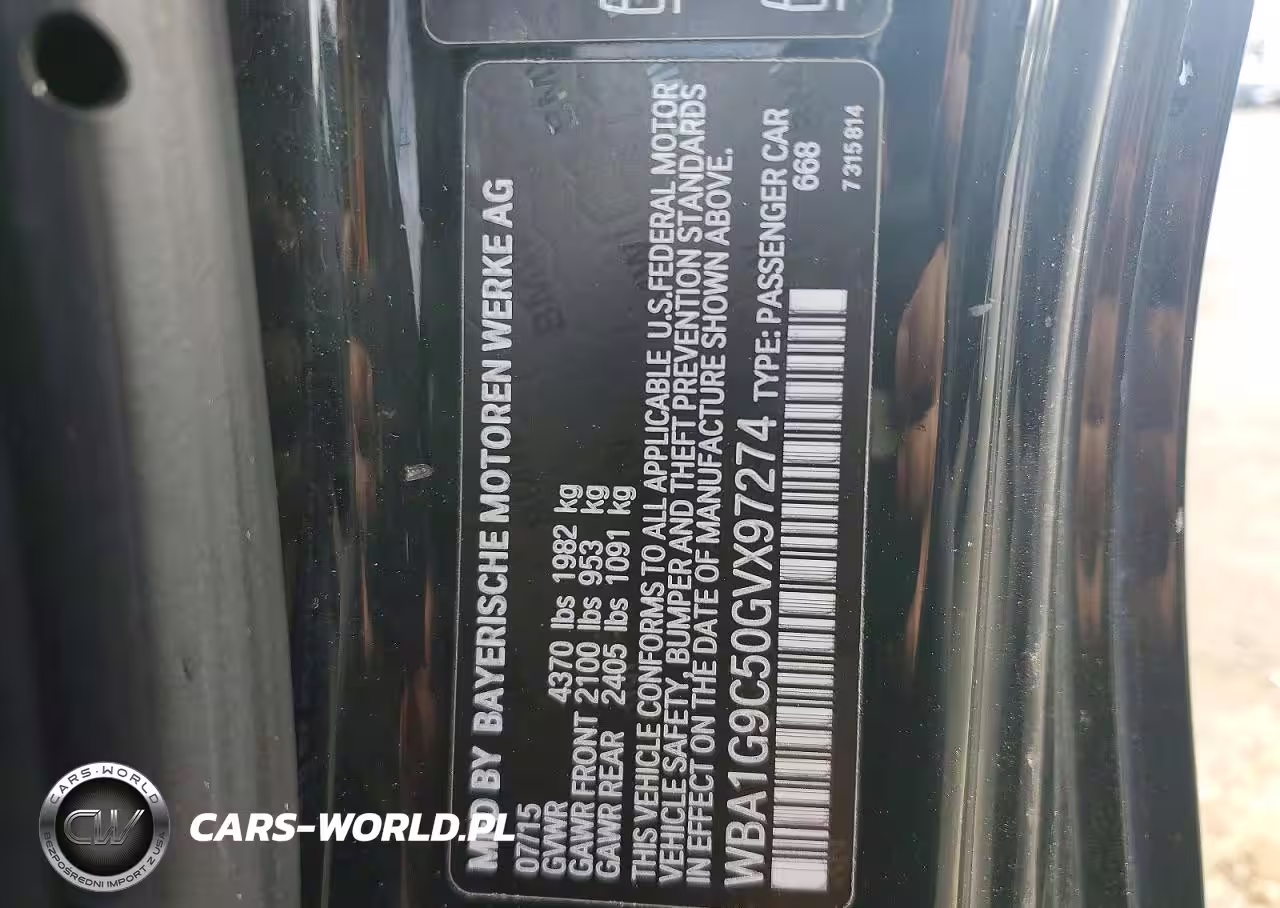 MFD BY BAYERISCHE MOTOREN WERKE AG
07/15
GVWR 4370 lbs 1982 kg
GAWR FRONT 2100 lbs 953 kg
GAWR REAR 2405 lbs 1091 kg
THIS VEHICLE CONFORMS TO ALL APPLICABLE U.S.FEDERAL MOTOR
VEHICLE SAFETY, BUMPER AND THEFT PREVENTION STANDARDS
IN EFFECT ON THE DATE OF MANUFACTURE SHOWN ABOVE.
WBA1G9C50GVX97274 TYPE: PASSENGER CAR
668
7315814
CARS-WORLD
CW
BEZPOŚREDNI IMPORT Z USA
CARS-WORLD.PL